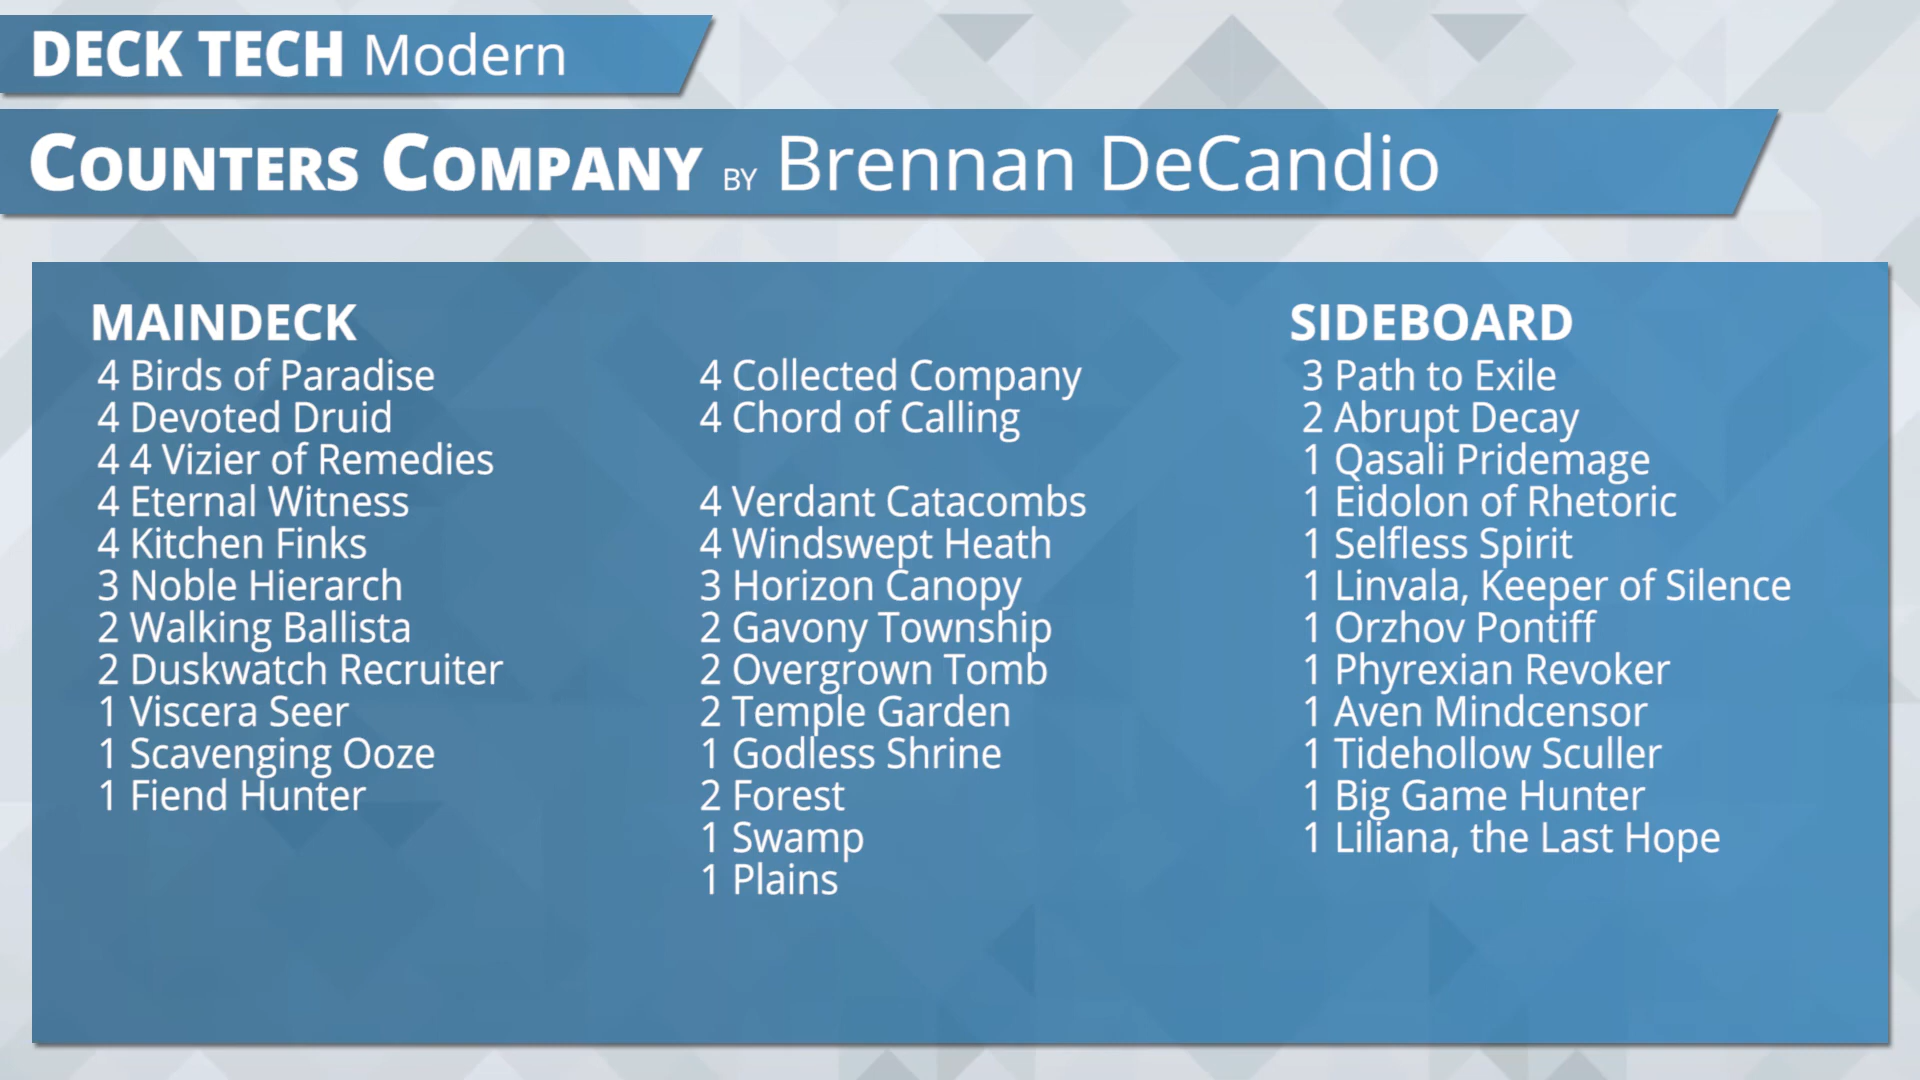 DECK TECH Modern
COUNTERS COMPANY BY Brennan DeCandio
MAINDECK
4 Birds of Paradise
4 Devoted Druid
4 4 Vizier of Remedies
4 Eternal Witness
4 Kitchen Finks
3 Noble Hierarch
2 Walking Ballista
2 Duskwatch Recruiter
1 Viscera Seer
1 Scavenging Ooze
1 Fiend Hunter
4 Collected Company
4 Chord of Calling
4 Verdant Catacombs
4 Windswept Heath
3 Horizon Canopy
2 Gavony Township
2 Overgrown Tomb
2 Temple Garden
1 Godless Shrine
2 Forest
1 Swamp
1 Plains
SIDEBOARD
3 Path to Exile
2 Abrupt Decay
1 Qasali Pridemage
1 Eidolon of Rhetoric
1 Selfless Spirit
1 Linvala, Keeper of Silence
1 Orzhov Pontiff
1 Phyrexian Revoker
1 Aven Mindcensor
1 Tidehollow Sculler
1 Big Game Hunter
1 Liliana, the Last Hope